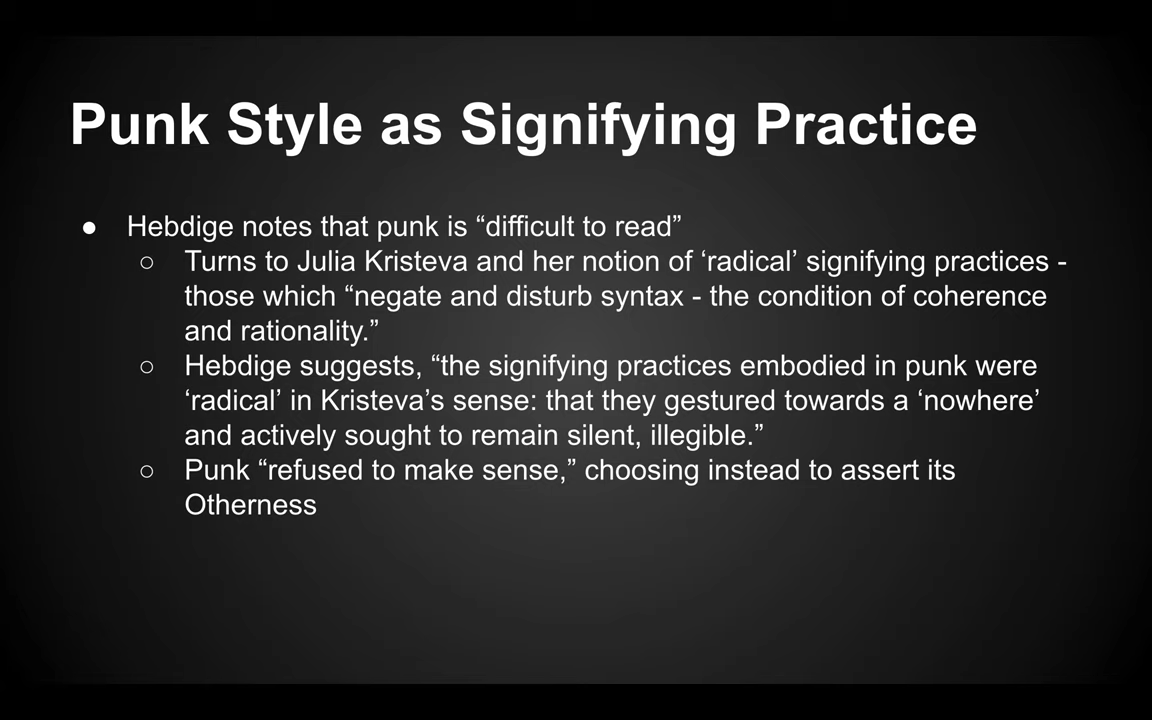 Punk Style as Signifying Practice
● Hebdige notes that punk is “difficult to read”
○ Turns to Julia Kristeva and her notion of ‘radical’ signifying practices -
those which “negate and disturb syntax - the condition of coherence
and rationality.”
○ Hebdige suggests, “the signifying practices embodied in punk were
‘radical’ in Kristeva’s sense: that they gestured towards a ‘nowhere’
and actively sought to remain silent, illegible.”
○ Punk “refused to make sense,” choosing instead to assert its
Otherness